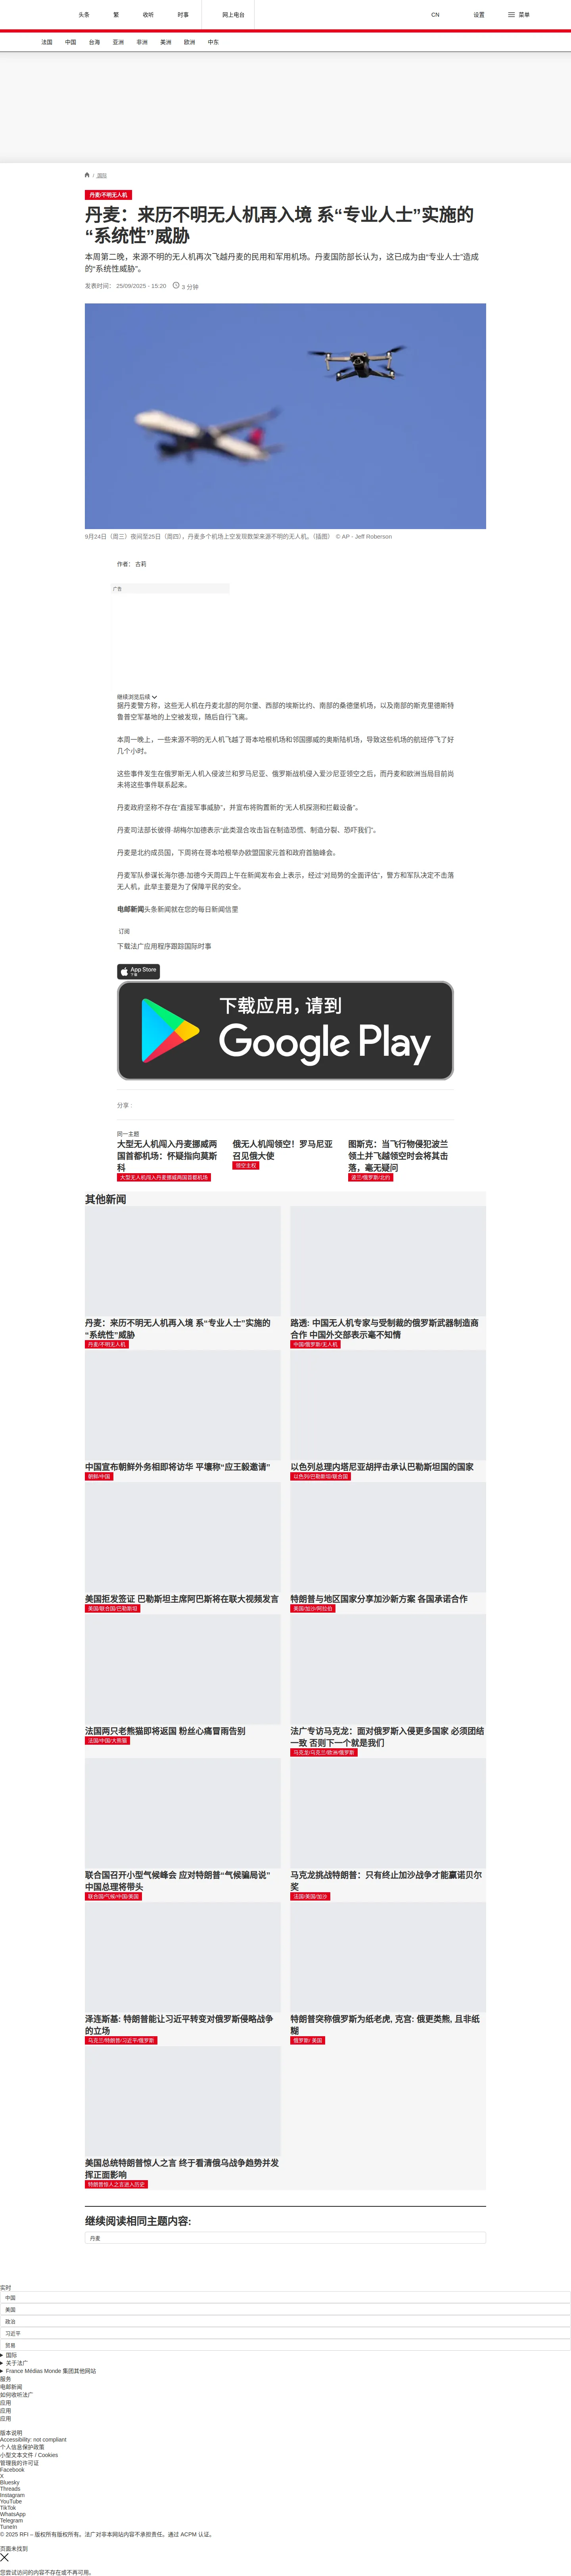 头条
繁
收听
时事
网上电台
CN
设置
菜单
法国
中国
台海
亚洲
非洲
美洲
欧洲
中东
/ 国际
丹麦/不明无人机
丹麦：来历不明无人机再入境 系“专业人士”实施的
“系统性”威胁
本周第二晚，来源不明的无人机再次飞越丹麦的民用和军用机场。丹麦国防部长认为，这已成为由“专业人士”造成
的“系统性威胁”。
发表时间： 25/09/2025 - 15:20
3 分钟
9月24日（周三）夜间至25日（周四），丹麦多个机场上空发现数架来源不明的无人机。（插图） © AP - Jeff Roberson
作者： 古莉
广告
继续浏览后续
据丹麦警方称，这些无人机在丹麦北部的阿尔堡、西部的埃斯比约、南部的桑德堡机场，以及南部的斯克里德斯特
鲁普空军基地的上空被发现，随后自行飞离。
本周一晚上，一些来源不明的无人机飞越了哥本哈根机场和邻国挪威的奥斯陆机场，导致这些机场的航班停飞了好
几个小时。
这些事件发生在俄罗斯无人机入侵波兰和罗马尼亚、俄罗斯战机侵入爱沙尼亚领空之后，而丹麦和欧洲当局目前尚
未将这些事件联系起来。
丹麦政府坚称不存在“直接军事威胁”，并宣布将购置新的“无人机探测和拦截设备”。
丹麦司法部长彼得·胡梅尔加德表示“此类混合攻击旨在制造恐慌、制造分裂、恐吓我们”。
丹麦是北约成员国，下周将在哥本哈根举办欧盟国家元首和政府首脑峰会。
丹麦军队参谋长海尔德-加德今天周四上午在新闻发布会上表示，经过“对局势的全面评估”，警方和军队决定不击落
无人机，此举主要是为了保障平民的安全。
电邮新闻头条新闻就在您的每日新闻信里
订阅
下载法广应用程序跟踪国际时事
App Store
下载
下载应用，请到
Google Play
分享 :
同一主题
大型无人机闯入丹麦挪威两
国首都机场：怀疑指向莫斯
科
大型无人机闯入丹麦挪威两国首都机场
俄无人机闯领空！罗马尼亚
召见俄大使
领空主权
图斯克：当飞行物侵犯波兰
领土并飞越领空时会将其击
落，毫无疑问
波兰/俄罗斯/北约
其他新闻
丹麦：来历不明无人机再入境 系“专业人士”实施的
“系统性”威胁
丹麦/不明无人机
路透: 中国无人机专家与受制裁的俄罗斯武器制造商
合作 中国外交部表示毫不知情
中国/俄罗斯/无人机
中国宣布朝鲜外务相即将访华 平壤称“应王毅邀请”
朝鲜/中国
以色列总理内塔尼亚胡抨击承认巴勒斯坦国的国家
以色列/巴勒斯坦/联合国
美国拒发签证 巴勒斯坦主席阿巴斯将在联大视频发言
美国/联合国/巴勒斯坦
特朗普与地区国家分享加沙新方案 各国承诺合作
美国/加沙/阿拉伯
法国两只老熊猫即将返国 粉丝心痛冒雨告别
法国/中国/大熊猫
法广专访马克龙：面对俄罗斯入侵更多国家 必须团结
一致 否则下一个就是我们
马克龙/乌克兰/欧洲/俄罗斯
联合国召开小型气候峰会 应对特朗普“气候骗局说”
中国总理将带头
联合国/气候/中国/美国
马克龙挑战特朗普：只有终止加沙战争才能赢诺贝尔
奖
法国/美国/加沙
泽连斯基: 特朗普能让习近平转变对俄罗斯侵略战争
的立场
乌克兰/特朗普/习近平/俄罗斯
特朗普突称俄罗斯为纸老虎, 克宫: 俄更类熊, 且非纸
糊
俄罗斯/ 美国
美国总统特朗普惊人之言 终于看清俄乌战争趋势并发
挥正面影响
特朗普惊人之言进入历史
继续阅读相同主题内容:
丹麦
实时
中国
美国
政治
习近平
贸易
国际
关于法广
France Médias Monde 集团其他网站
服务
电邮新闻
如何收听法广
应用
应用
应用
版本说明
Accessibility: not compliant
个人信息保护政策
小型文本文件 / Cookies
管理我的许可证
Facebook
X
Bluesky
Threads
Instagram
YouTube
TikTok
WhatsApp
Telegram
TuneIn
© 2025 RFI – 版权所有版权所有。法广对非本网站内容不承担责任。通过 ACPM 认证。
页面未找到
您尝试访问的内容不存在或不再可用。